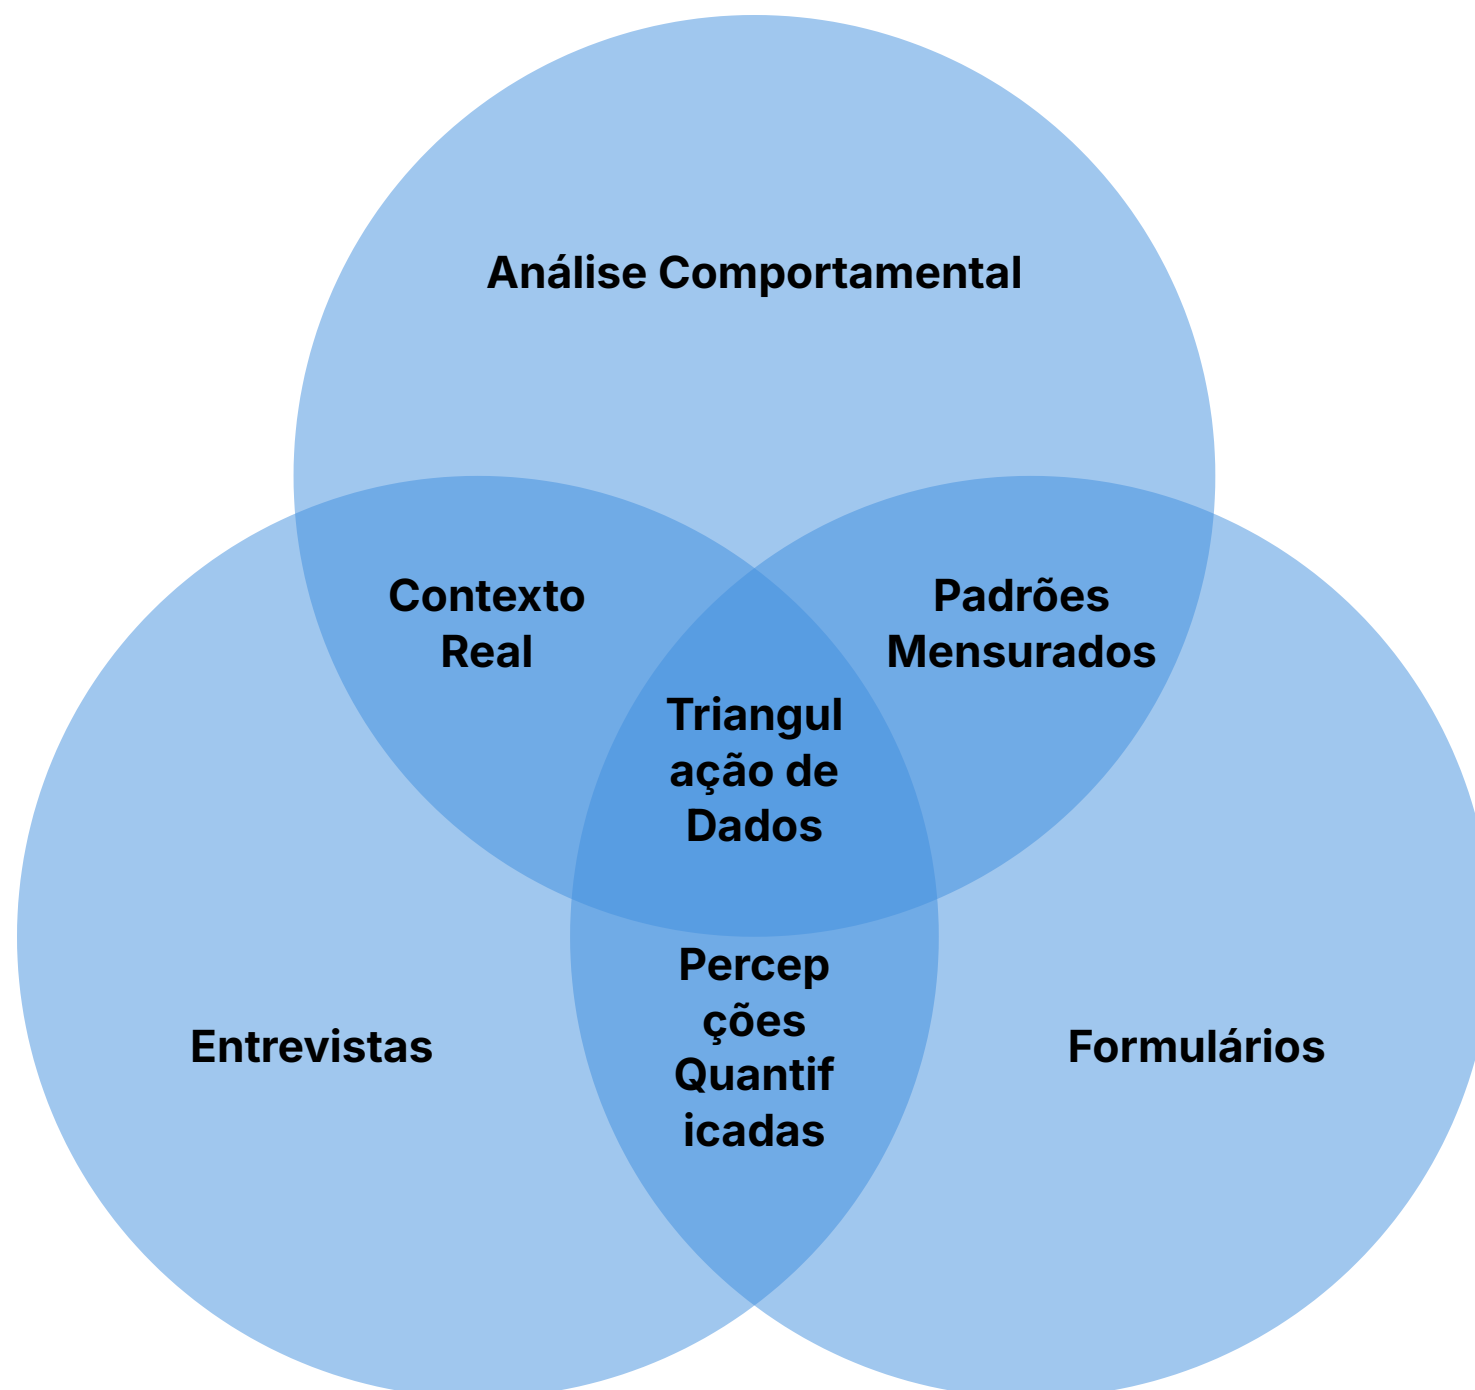 Análise Comportamental
Contexto
Real
Padrões
Mensurados
Triangul
ação de
Dados
Entrevistas
Percep
ções
Quantif
icadas
Formulários